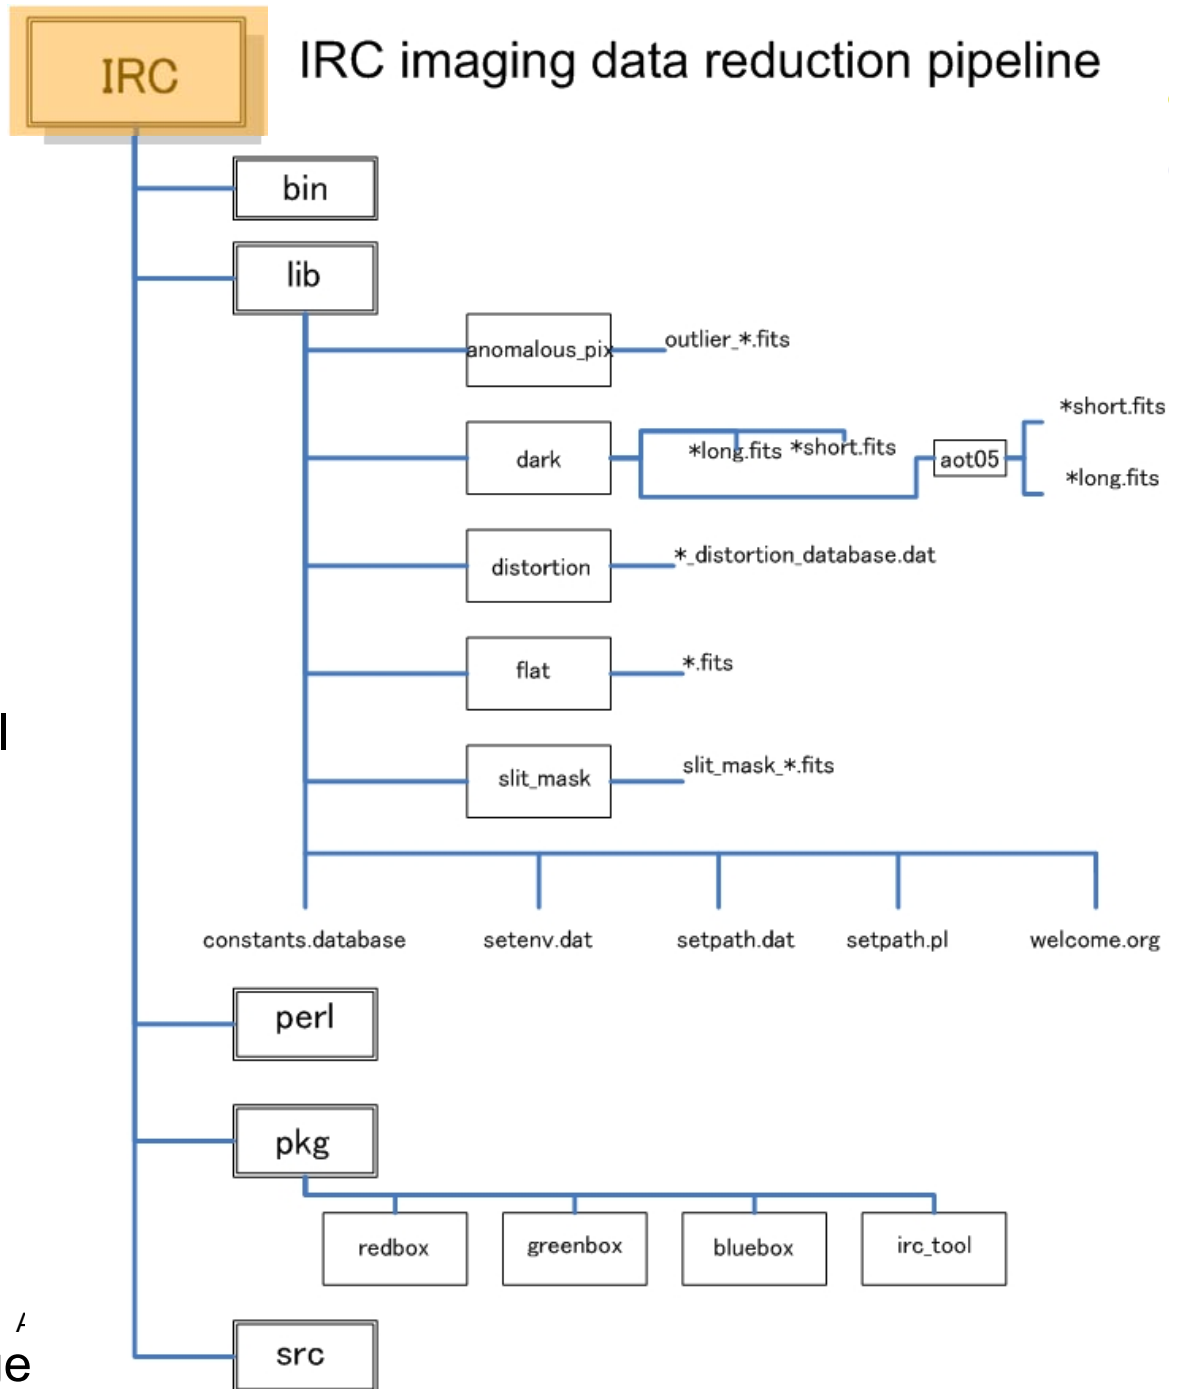 IRC
IRC imaging data reduction pipeline
bin
lib
anomalous_pix
outlier_*.fits
dark
*long.fits
*short.fits
aot05
*short.fits
*long.fits
distortion
*_distortion_database.dat
flat
*.fits
slit_mask
slit_mask_*.fits
constants.database
setenv.dat
setpath.dat
setpath.pl
welcome.org
perl
pkg
redbox
greenbox
bluebox
irc_tool
src